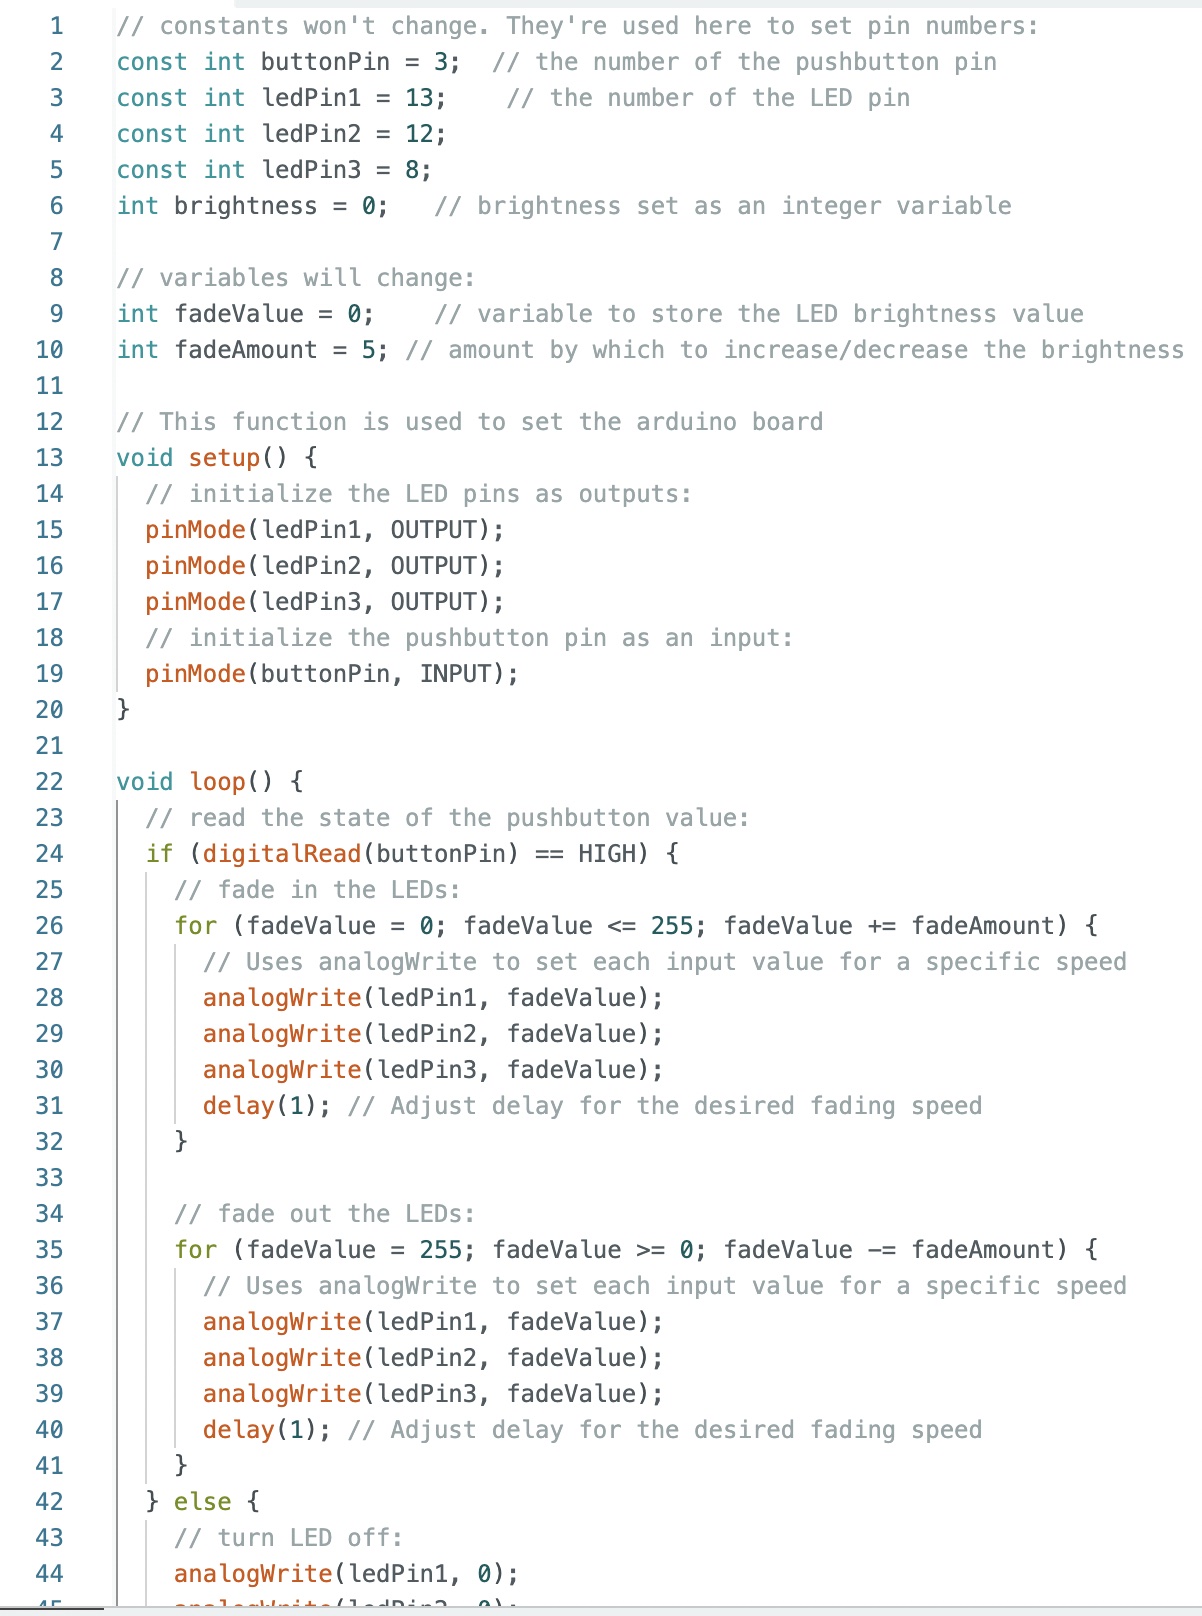 1 // constants won't change. They're used here to set pin numbers:
2 const int buttonPin = 3;  // the number of the pushbutton pin
3 const int ledPin1 = 13;    // the number of the LED pin
4 const int ledPin2 = 12;
5 const int ledPin3 = 8;
6 int brightness = 0;   // brightness set as an integer variable
7
8 // variables will change:
9 int fadeValue = 0;    // variable to store the LED brightness value
10 int fadeAmount = 5; // amount by which to increase/decrease the brightness
11
12 // This function is used to set the arduino board
13 void setup() {
14   // initialize the LED pins as outputs:
15   pinMode(ledPin1, OUTPUT);
16   pinMode(ledPin2, OUTPUT);
17   pinMode(ledPin3, OUTPUT);
18   // initialize the pushbutton pin as an input:
19   pinMode(buttonPin, INPUT);
20 }
21
22 void loop() {
23   // read the state of the pushbutton value:
24   if (digitalRead(buttonPin) == HIGH) {
25     // fade in the LEDs:
26     for (fadeValue = 0; fadeValue <= 255; fadeValue += fadeAmount) {
27       // Uses analogWrite to set each input value for a specific speed
28       analogWrite(ledPin1, fadeValue);
29       analogWrite(ledPin2, fadeValue);
30       analogWrite(ledPin3, fadeValue);
31       delay(1); // Adjust delay for the desired fading speed
32     }
33
34     // fade out the LEDs:
35     for (fadeValue = 255; fadeValue >= 0; fadeValue -= fadeAmount) {
36       // Uses analogWrite to set each input value for a specific speed
37       analogWrite(ledPin1, fadeValue);
38       analogWrite(ledPin2, fadeValue);
39       analogWrite(ledPin3, fadeValue);
40       delay(1); // Adjust delay for the desired fading speed
41     }
42   } else {
43     // turn LED off:
44     analogWrite(ledPin1, 0);